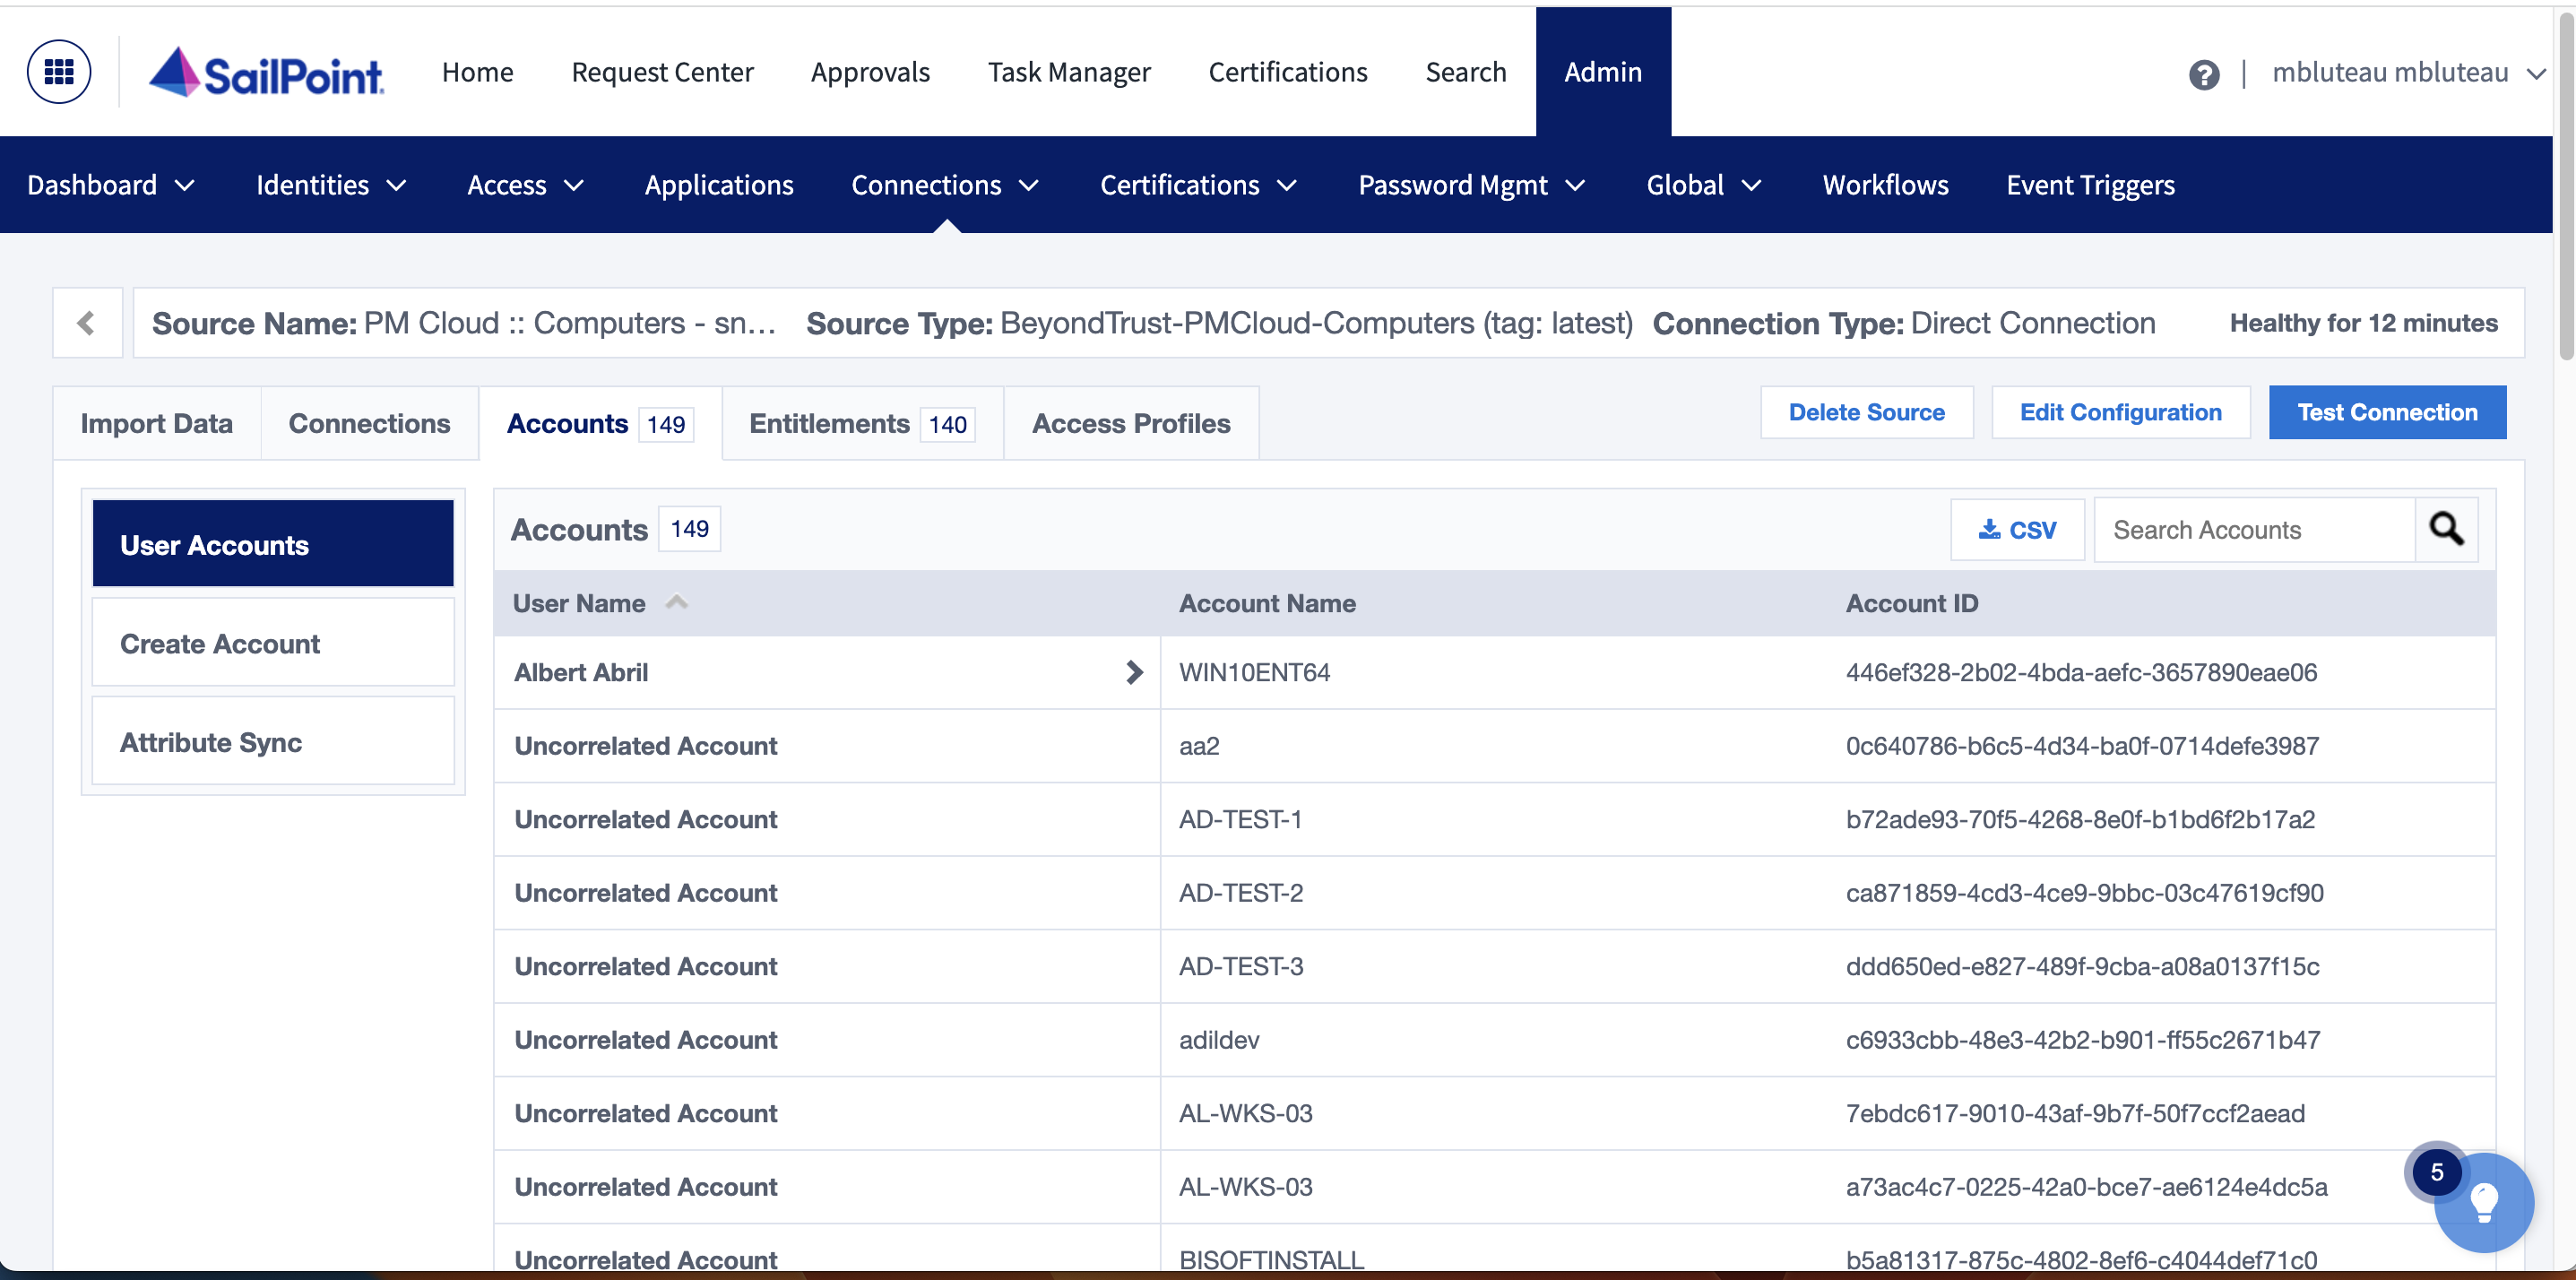 SailPoint Home Request Center Approvals Task Manager Certifications Search Admin mbluteau mbluteau
Dashboard Identities Access Applications Connections Certifications Password Mgmt Global Workflows Event Triggers
Source Name: PM Cloud :: Computers - sn... Source Type: BeyondTrust-PMCloud-Computers (tag: latest) Connection Type: Direct Connection Healthy for 12 minutes
Import Data Connections Accounts 149 Entitlements 140 Access Profiles Delete Source Edit Configuration Test Connection
User Accounts
Create Account
Attribute Sync
Accounts 149 CSV Search Accounts
User Name Account Name Account ID
Albert Abril WIN10ENT64 446ef328-2b02-4bda-aefc-3657890eae06
Uncorrelated Account aa2 0c640786-b6c5-4d34-ba0f-0714defe3987
Uncorrelated Account AD-TEST-1 b72ade93-70f5-4268-8e0f-b1bd6f2b17a2
Uncorrelated Account AD-TEST-2 ca871859-4cd3-4ce9-9bbc-03c47619cf90
Uncorrelated Account AD-TEST-3 ddd650ed-e827-489f-9cba-a08a0137f15c
Uncorrelated Account adildev c6933cbb-48e3-42b2-b901-ff55c2671b47
Uncorrelated Account AL-WKS-03 7ebdc617-9010-43af-9b7f-50f7ccf2aead
Uncorrelated Account AL-WKS-03 a73ac4c7-0225-42a0-bce7-ae6124e4dc5a
5
Uncorrelated Account BISOFTINSTALL b5a81317-875c-4802-8ef6-c4044def71c0